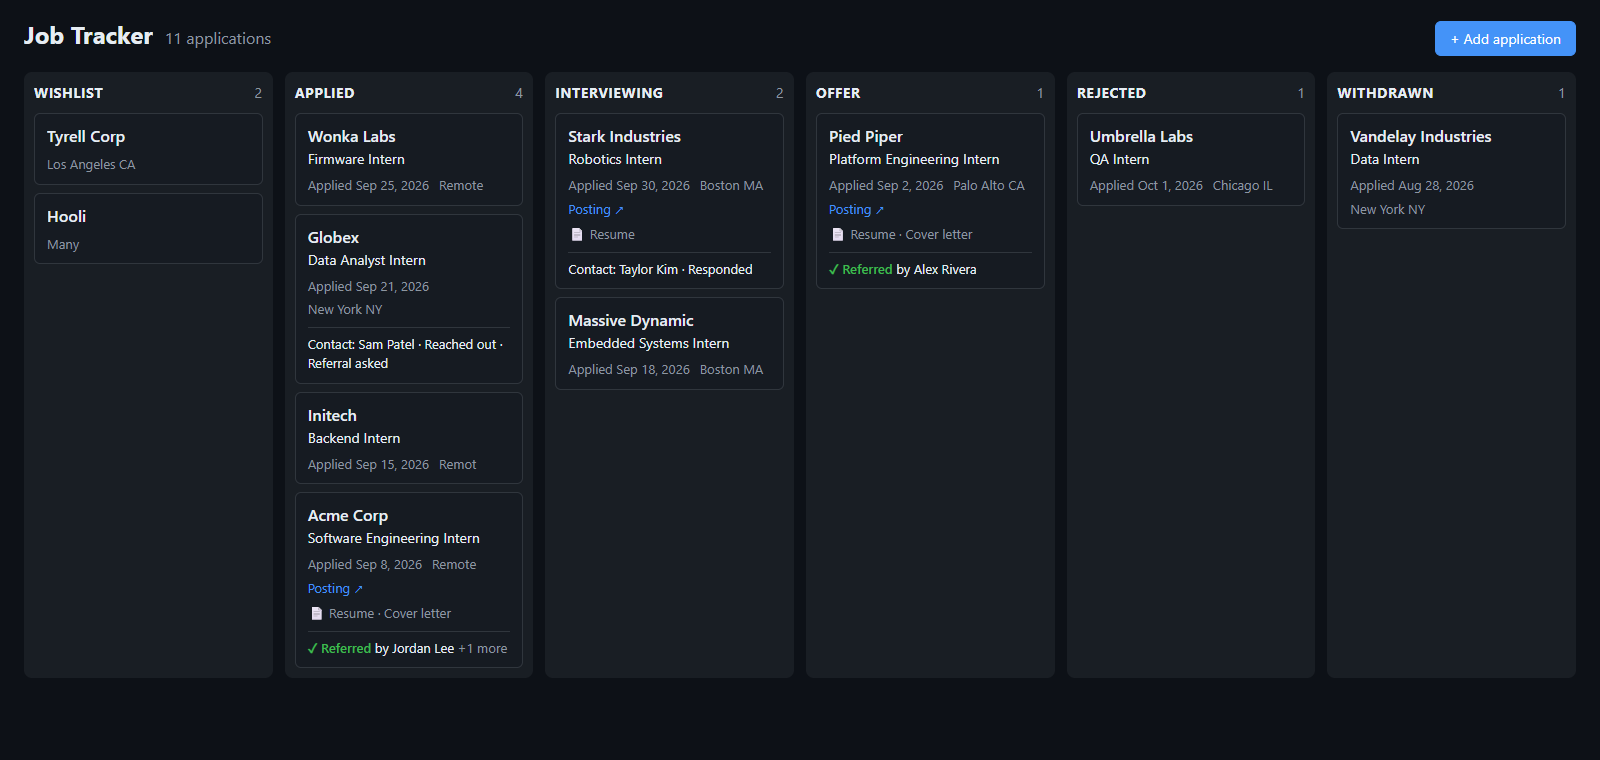 Job Tracker 11 applications
+ Add application
WISHLIST 2
Tyrell Corp
Los Angeles CA
Hooli
Many
APPLIED 4
Wonka Labs
Firmware Intern
Applied Sep 25, 2026 Remote
Globex
Data Analyst Intern
Applied Sep 21, 2026
New York NY
Contact: Sam Patel · Reached out ·
Referral asked
Initech
Backend Intern
Applied Sep 15, 2026 Remot
Acme Corp
Software Engineering Intern
Applied Sep 8, 2026 Remote
Posting ↗
Resume · Cover letter
✓ Referred by Jordan Lee +1 more
INTERVIEWING 2
Stark Industries
Robotics Intern
Applied Sep 30, 2026 Boston MA
Posting ↗
Resume
Contact: Taylor Kim · Responded
Massive Dynamic
Embedded Systems Intern
Applied Sep 18, 2026 Boston MA
OFFER 1
Pied Piper
Platform Engineering Intern
Applied Sep 2, 2026 Palo Alto CA
Posting ↗
Resume · Cover letter
✓ Referred by Alex Rivera
REJECTED 1
Umbrella Labs
QA Intern
Applied Oct 1, 2026 Chicago IL
WITHDRAWN 1
Vandelay Industries
Data Intern
Applied Aug 28, 2026
New York NY